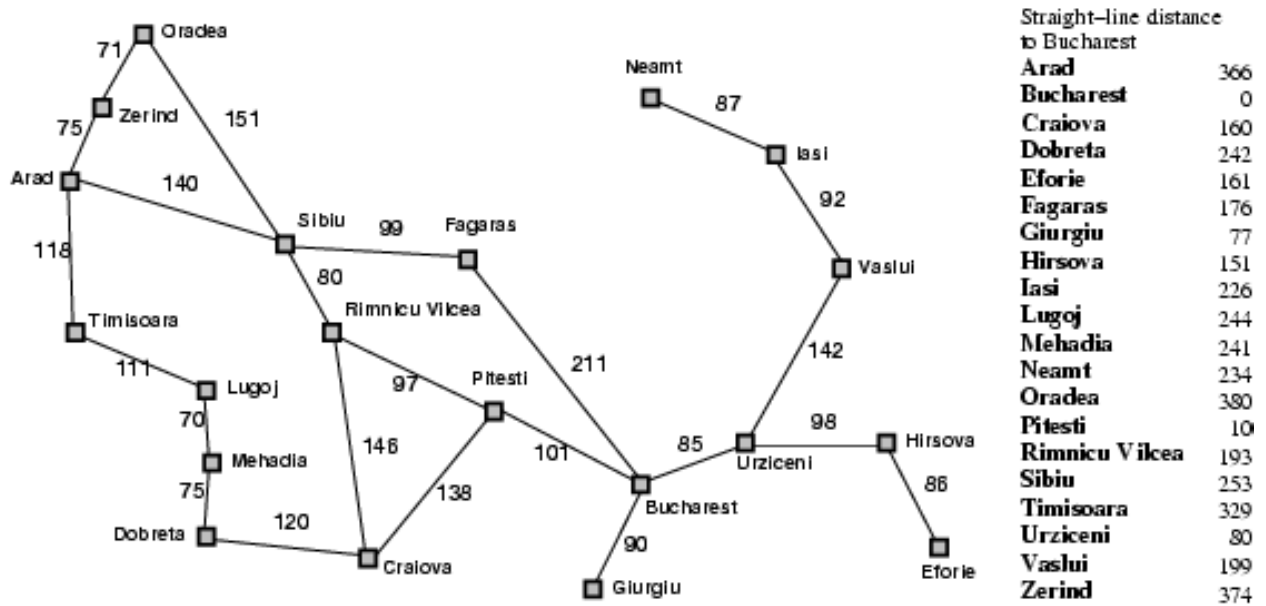 Oradea
71
Neamt
87
Zerind
151
75
Iasi
Arad
140
92
Sibiu
99
Fagaras
118
80
Vaslui
Timisoara
Rimnicu Vilcea
111
211
142
Lugoj
97
Pitesti
70
98
Hirsova
146
85
Mehadia
101
Urziceni
86
75
138
Bucharest
Dobreta
120
90
Craiova
Eforie
Giurgiu
Straight-line distance
to Bucharest
Arad 366
Bucharest 0
Craiova 160
Dobreta 242
Eforie 161
Fagaras 176
Giurgiu 77
Hirsova 151
Iasi 226
Lugoj 244
Mehadia 241
Neamt 234
Oradea 380
Pitesti 10
Rimnicu Vilcea 193
Sibiu 253
Timisoara 329
Urziceni 80
Vaslui 199
Zerind 374